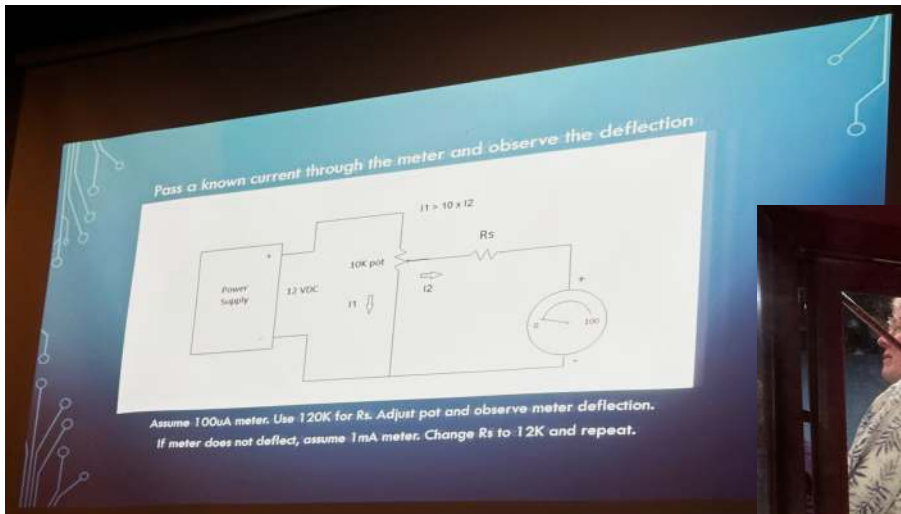 Pass a known current through the meter and observe the deflection
I1 > 10 x I2
Rs
+
10K pot
Power
Supply
12 VDC
I1
I2
+
0
100
-
-
Assume 100uA meter. Use 120K for Rs. Adjust pot and observe meter deflection.
If meter does not deflect, assume 1mA meter. Change Rs to 12K and repeat.